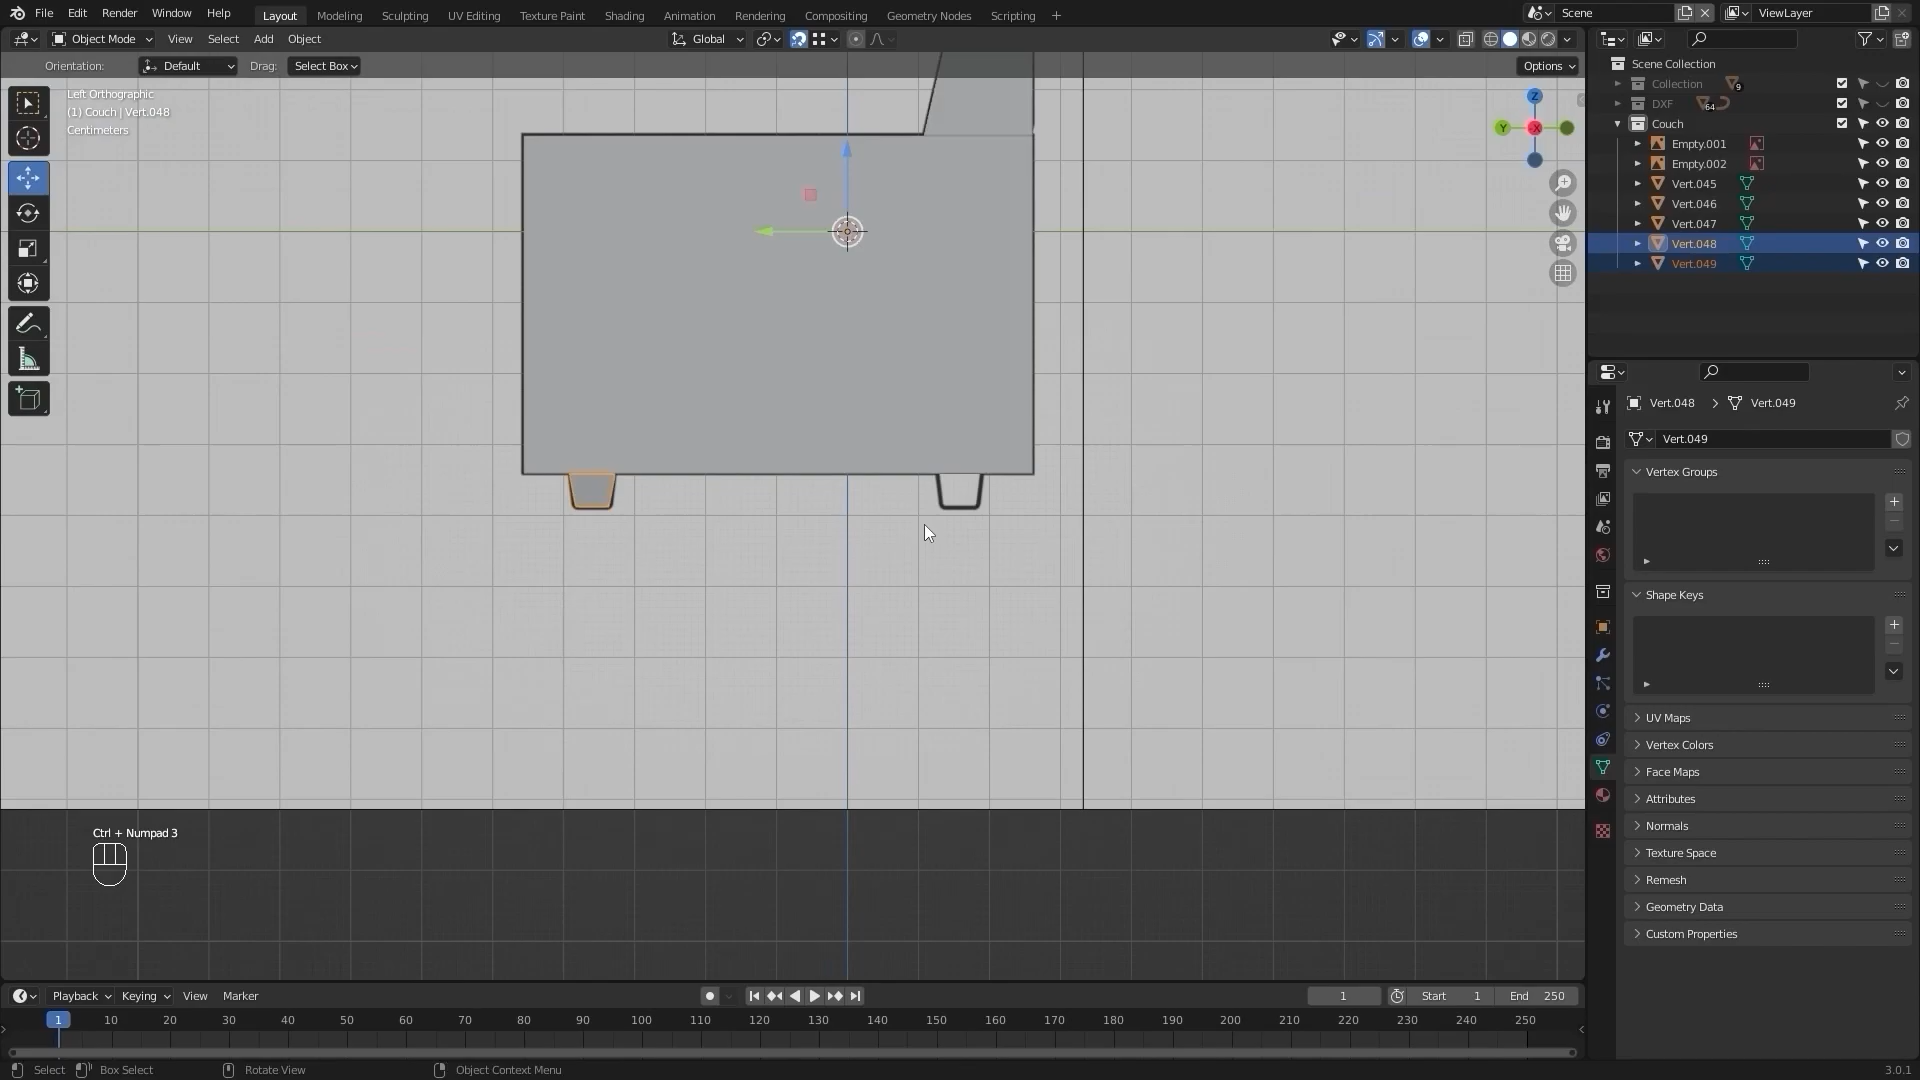 File Edit Render Window Help Layout Modeling Sculpting UV Editing Texture Paint Shading Animation Rendering Compositing Geometry Nodes Scripting + Scene ViewLayer
Object Mode View Select Add Object Global
Orientation: Default Drag: Select Box Options
Left Orthographic
(1) Couch | Vert.048
Centimeters
Z
Y
X
Scene Collection
Collection 9
DXF 64
Couch
Empty.001
Empty.002
Vert.045
Vert.046
Vert.047
Vert.048
Vert.049
Vert.048 > Vert.049
Vert.049
Vertex Groups
Shape Keys
UV Maps
Vertex Colors
Face Maps
Attributes
Normals
Texture Space
Remesh
Geometry Data
Custom Properties
Ctrl + Numpad 3
Playback Keying View Marker 1 Start 1 End 250
1 10 20 30 40 50 60 70 80 90 100 110 120 130 140 150 160 170 180 190 200 210 220 230 240 250
Select Box Select Rotate View Object Context Menu 3.0.1